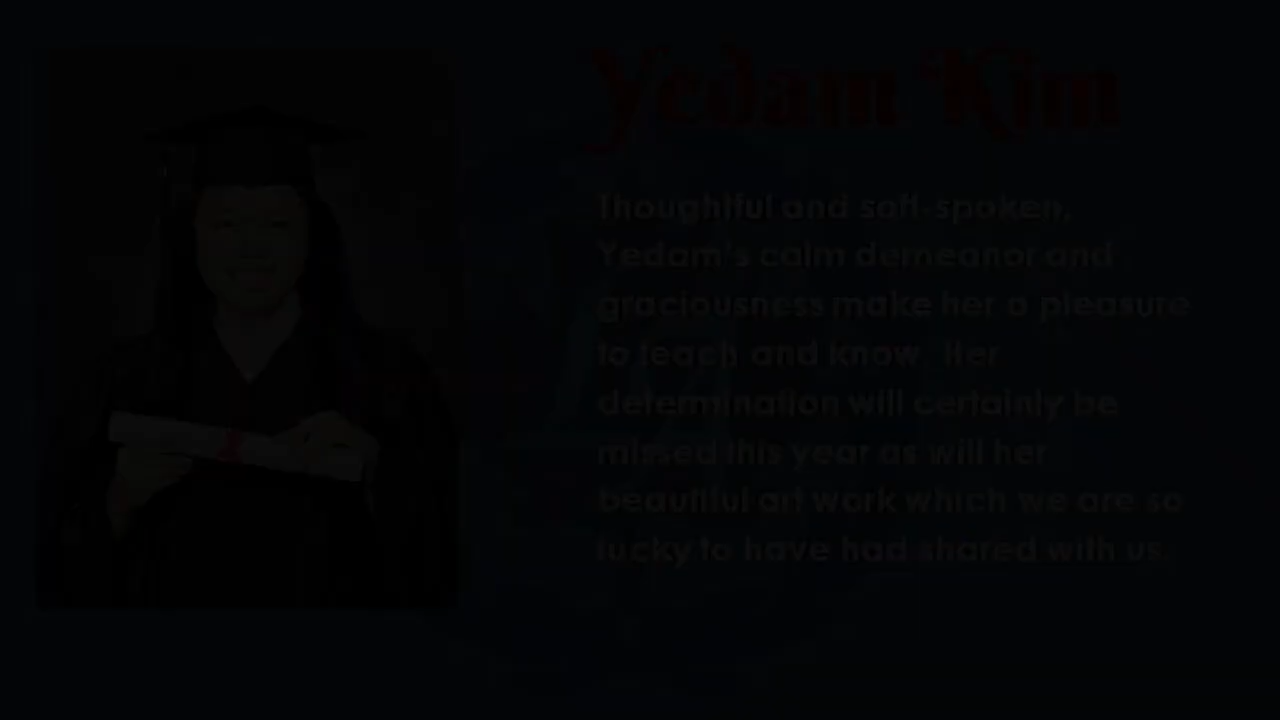 Yedam Kim
Thoughtful and soft-spoken,
Yedam's calm demeanor and
graciousness make her a pleasure
to teach and know. Her
determination will certainly be
missed this year as will her
beautiful art work which we are so
lucky to have had shared with us.